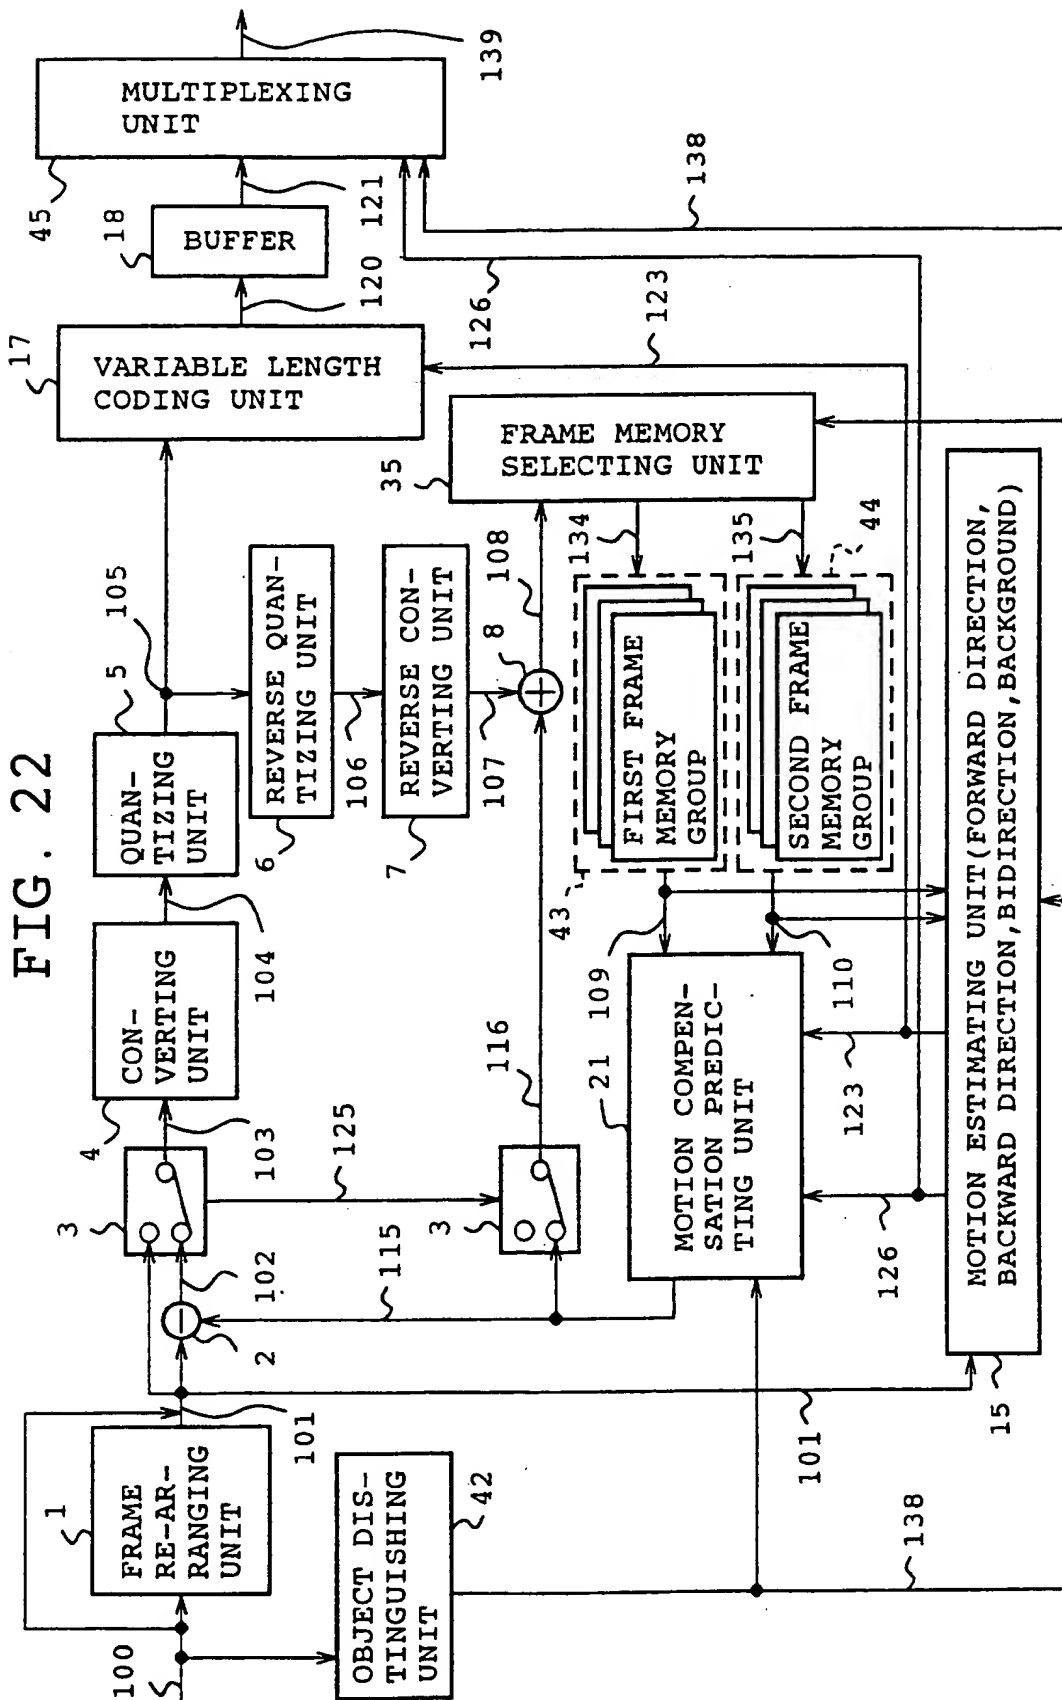 FIG. 22
100
1
FRAME
RE-AR-
RANGING
UNIT
101
2
102
3
103
4
CON-
VERTING
UNIT
104
5
QUAN-
TIZING
UNIT
105
17
VARIABLE LENGTH
CODING UNIT
120
18
BUFFER
121
45
MULTIPLEXING
UNIT
139
6
REVERSE QUAN-
TIZING UNIT
106
7
REVERSE CON-
VERTING UNIT
107
8
108
125
3
115
116
35
FRAME MEMORY
SELECTING UNIT
134
135
43
FIRST FRAME
MEMORY
GROUP
44
SECOND FRAME
MEMORY
GROUP
109
110
21
MOTION COMPEN-
SATION PREDIC-
TING UNIT
123
126
126
123
138
42
OBJECT DIS-
TINGUISHING
UNIT
101
138
15
MOTION ESTIMATING UNIT(FORWARD DIRECTION,
BACKWARD DIRECTION,BIDIRECTION,BACKGROUND)